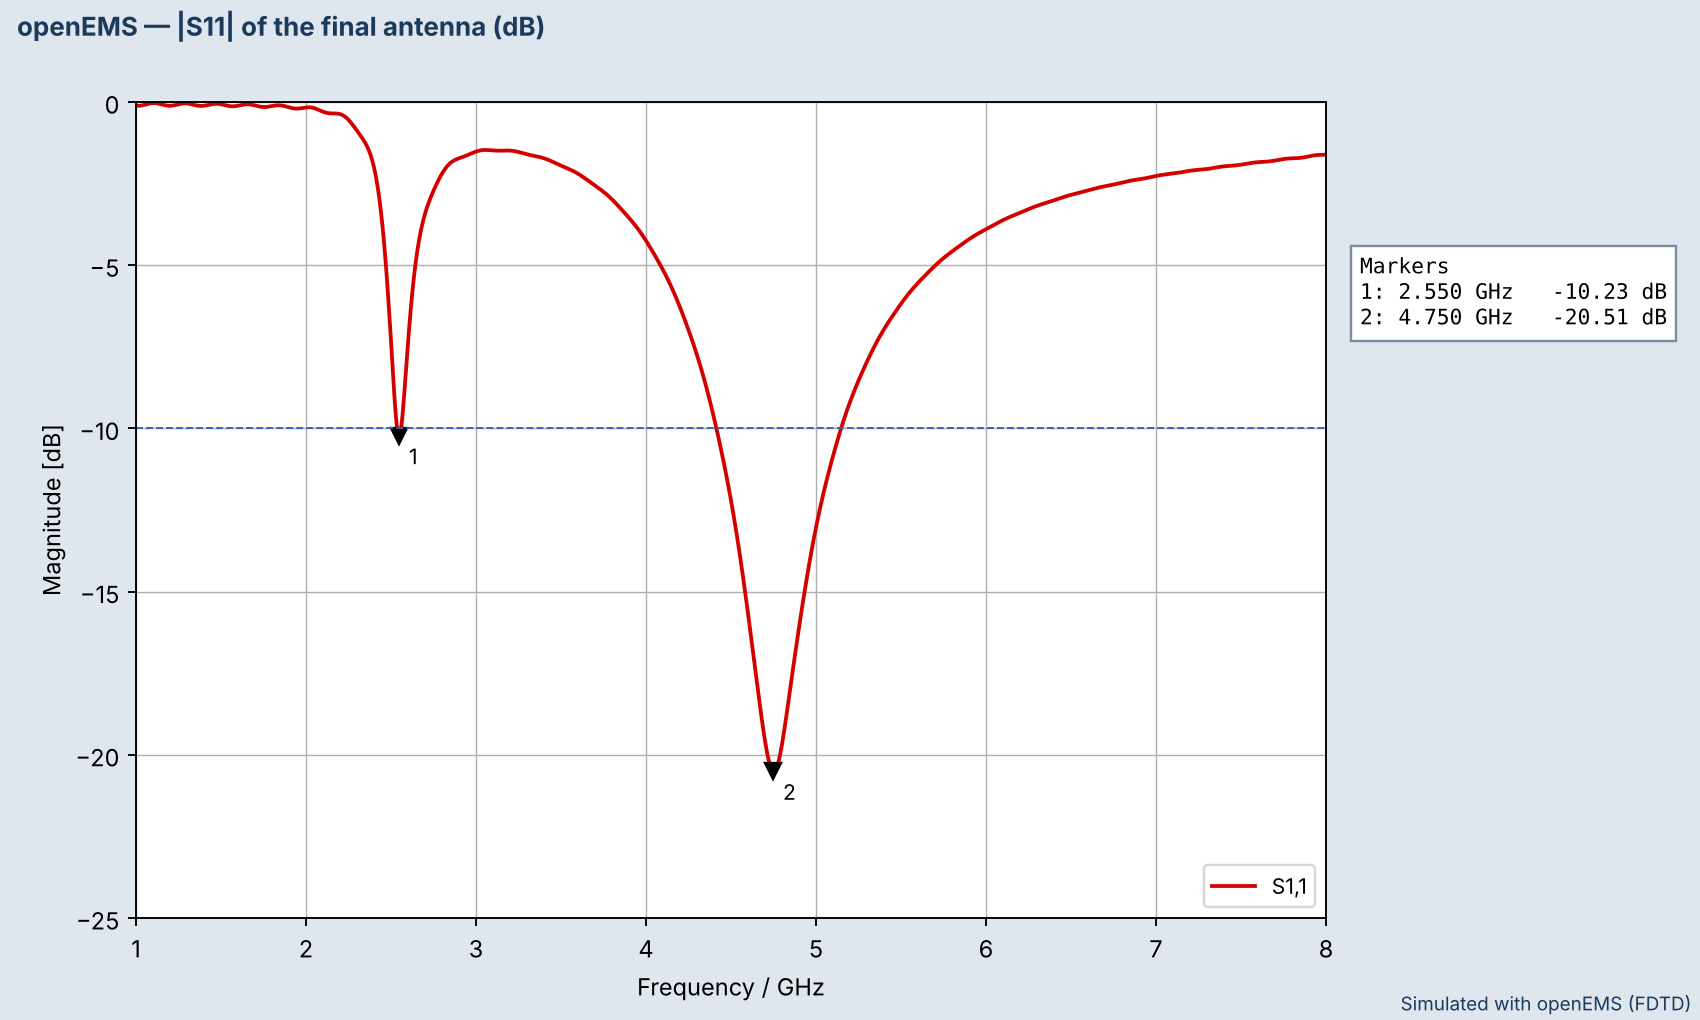 openEMS — |S11| of the final antenna (dB)
0
−5
−10
−15
−20
−25
Magnitude [dB]
1
2
3
4
5
6
7
8
Frequency / GHz
1
2
S1,1
Markers
1: 2.550 GHz   -10.23 dB
2: 4.750 GHz   -20.51 dB
Simulated with openEMS (FDTD)